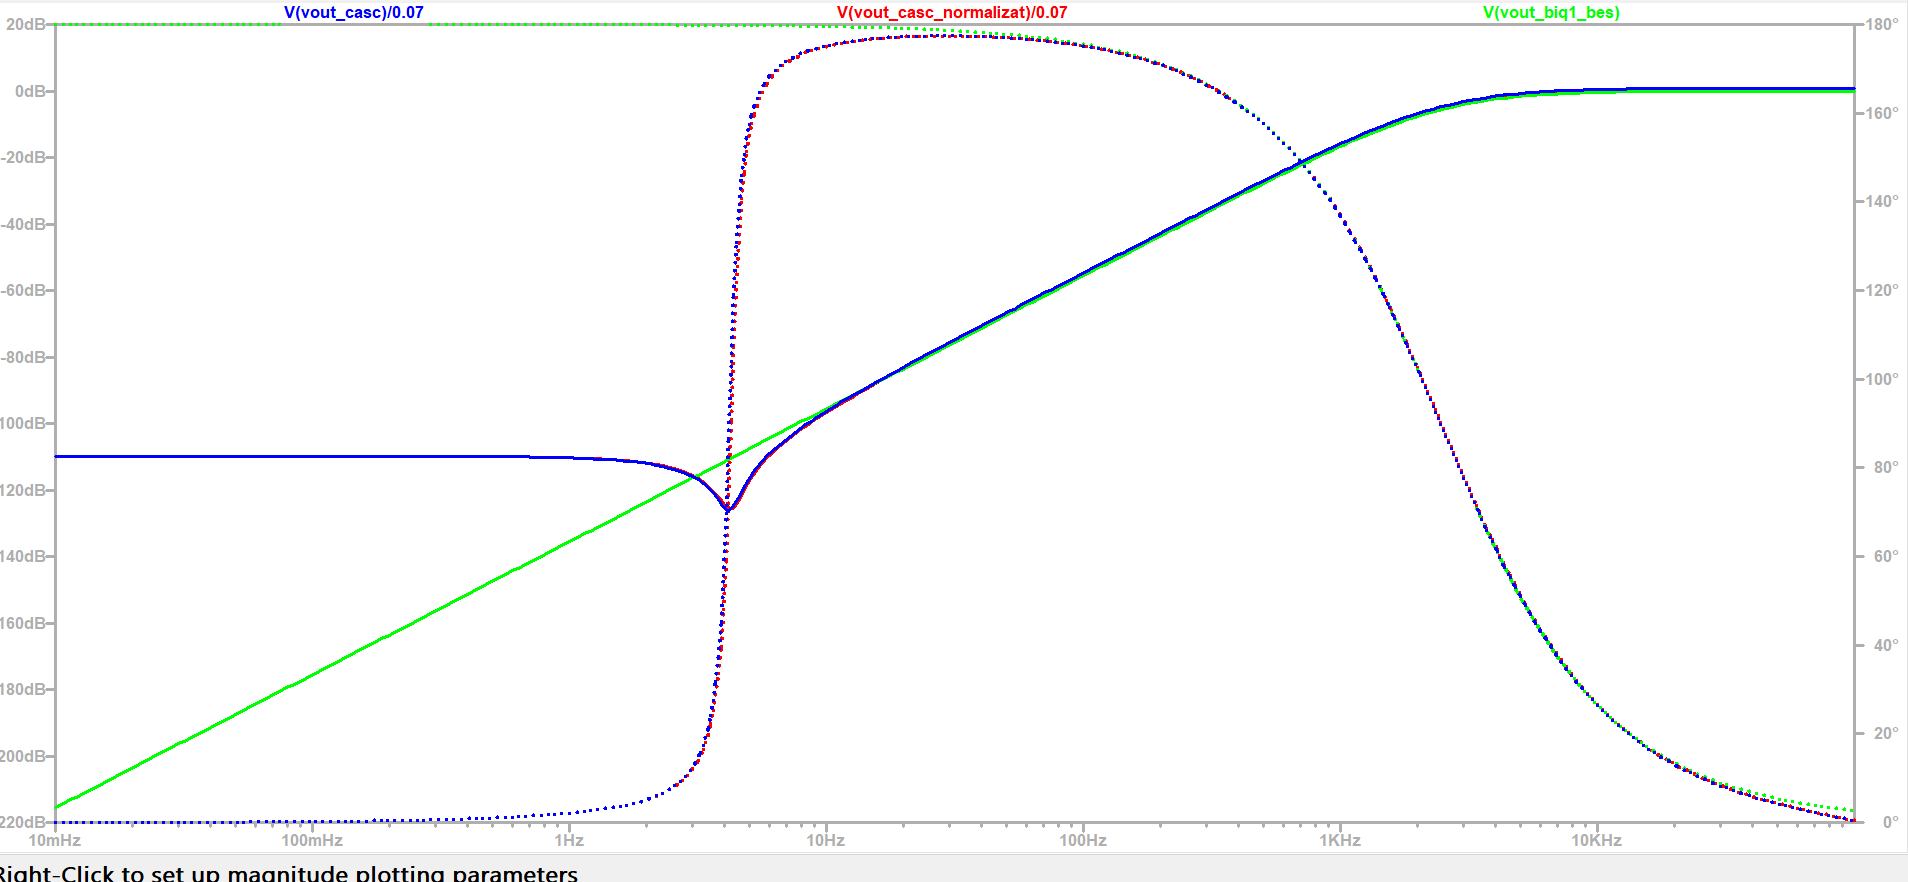 V(vout_casc)/0.07 V(vout_casc_normalizat)/0.07 V(vout_biq1_bes)
20dB 180°
0dB
160°
-20dB
-40dB 140°
-60dB 120°
-80dB
100°
100dB
80°
120dB
140dB 60°
160dB
40°
180dB
20°
200dB
220dB 0°
10mHz 100mHz 1Hz 10Hz 100Hz 1KHz 10KHz
Right-Click to set up magnitude plotting parameters